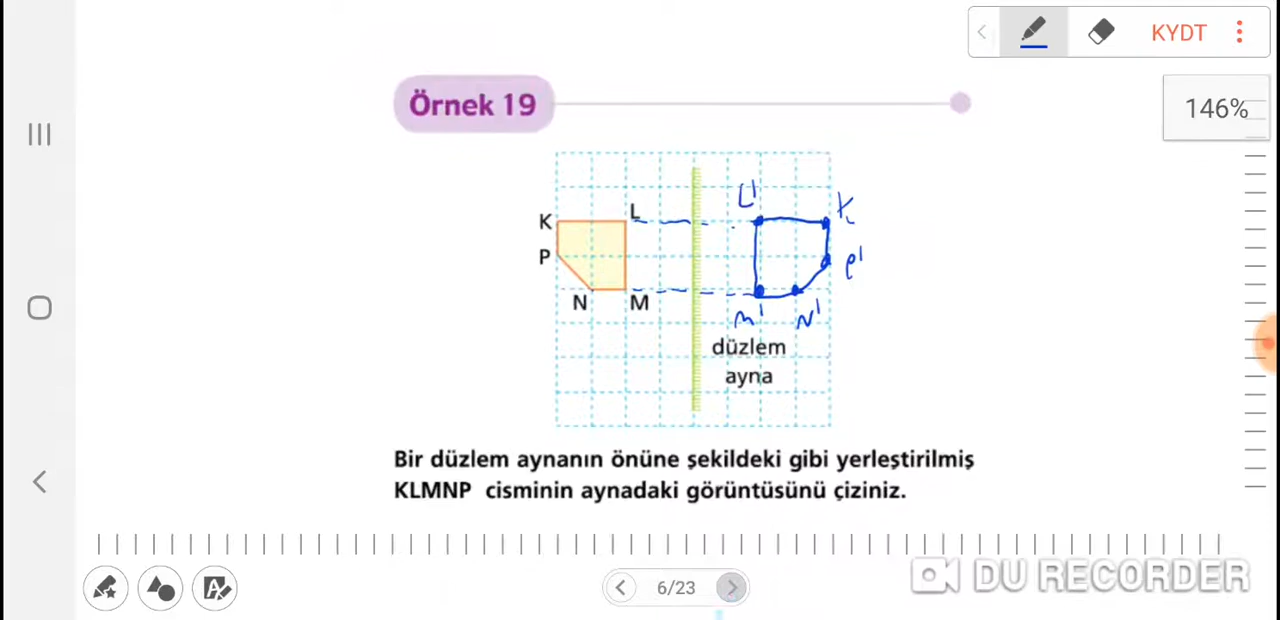 KYDT
146%
Örnek 19
L'
K L K'
P P'
N M M' N'
düzlem
ayna
Bir düzlem aynanın önüne şekildeki gibi yerleştirilmiş
KLMNP cisminin aynadaki görüntüsünü çiziniz.
6/23
DU RECORDER